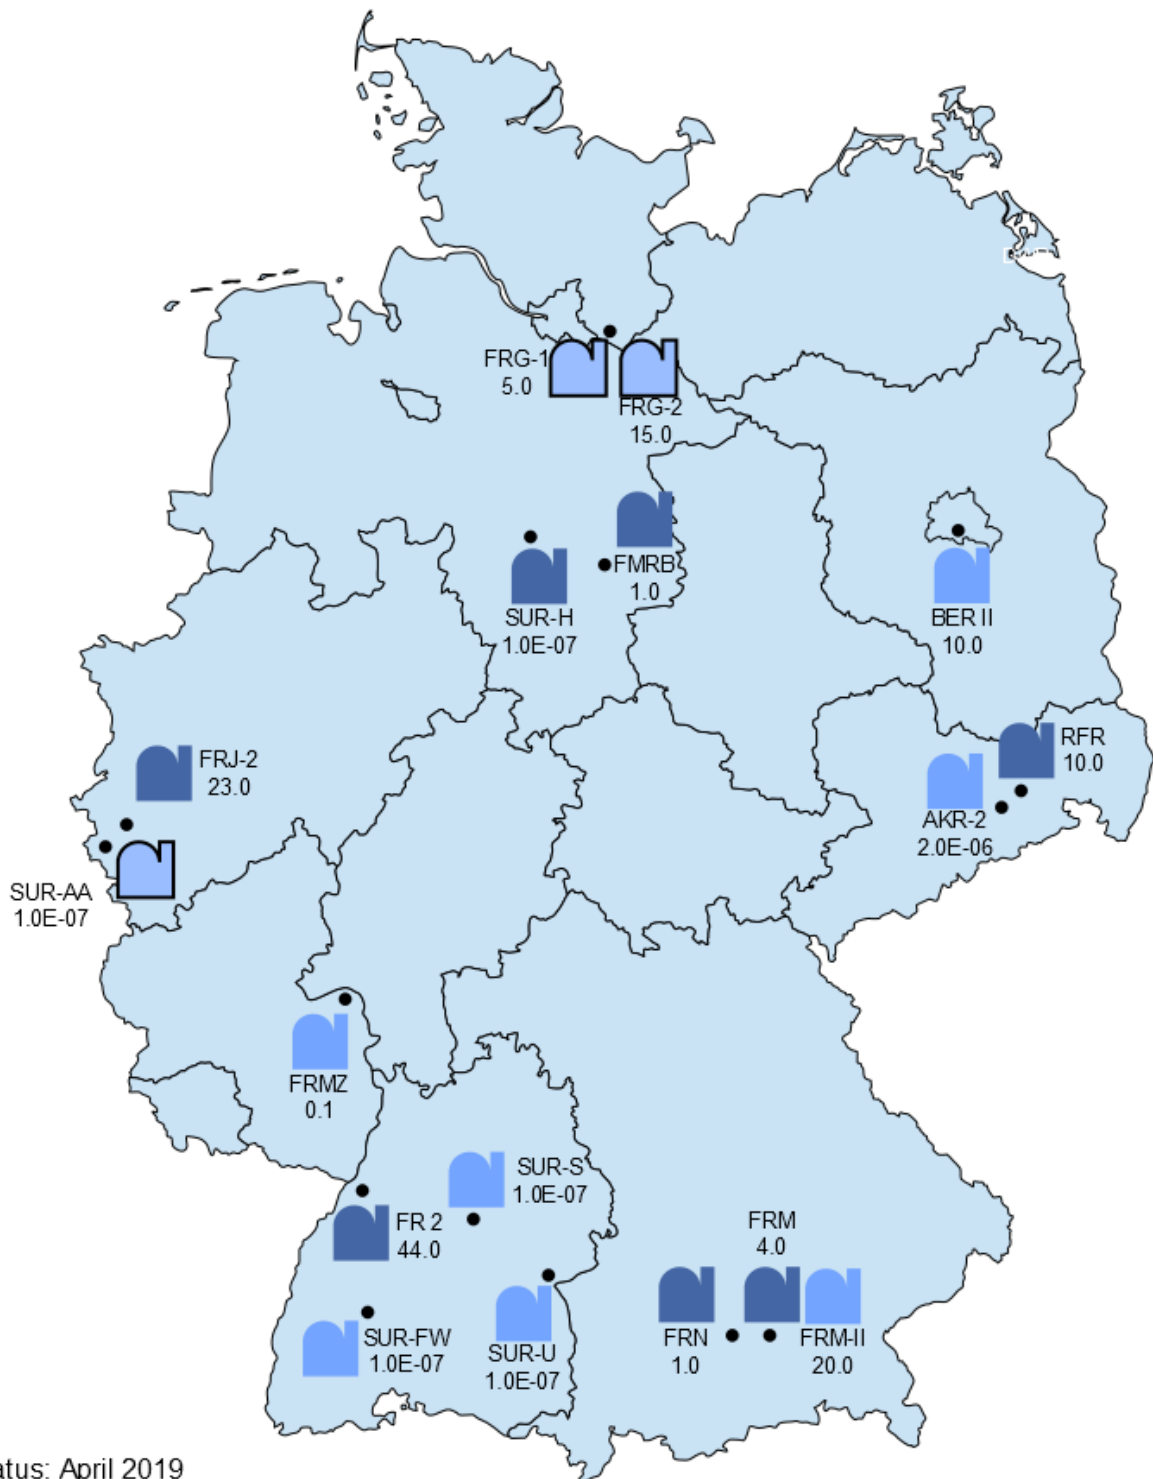 FRG-1
5.0
FRG-2
15.0
FMRB
1.0
SUR-H
1.0E-07
BER II
10.0
FRJ-2
23.0
RFR
10.0
AKR-2
2.0E-06
SUR-AA
1.0E-07
FRMZ
0.1
SUR-S
1.0E-07
FR 2
44.0
FRM
4.0
SUR-FW
1.0E-07
SUR-U
1.0E-07
FRN
1.0
FRM-II
20.0
atus: April 2019